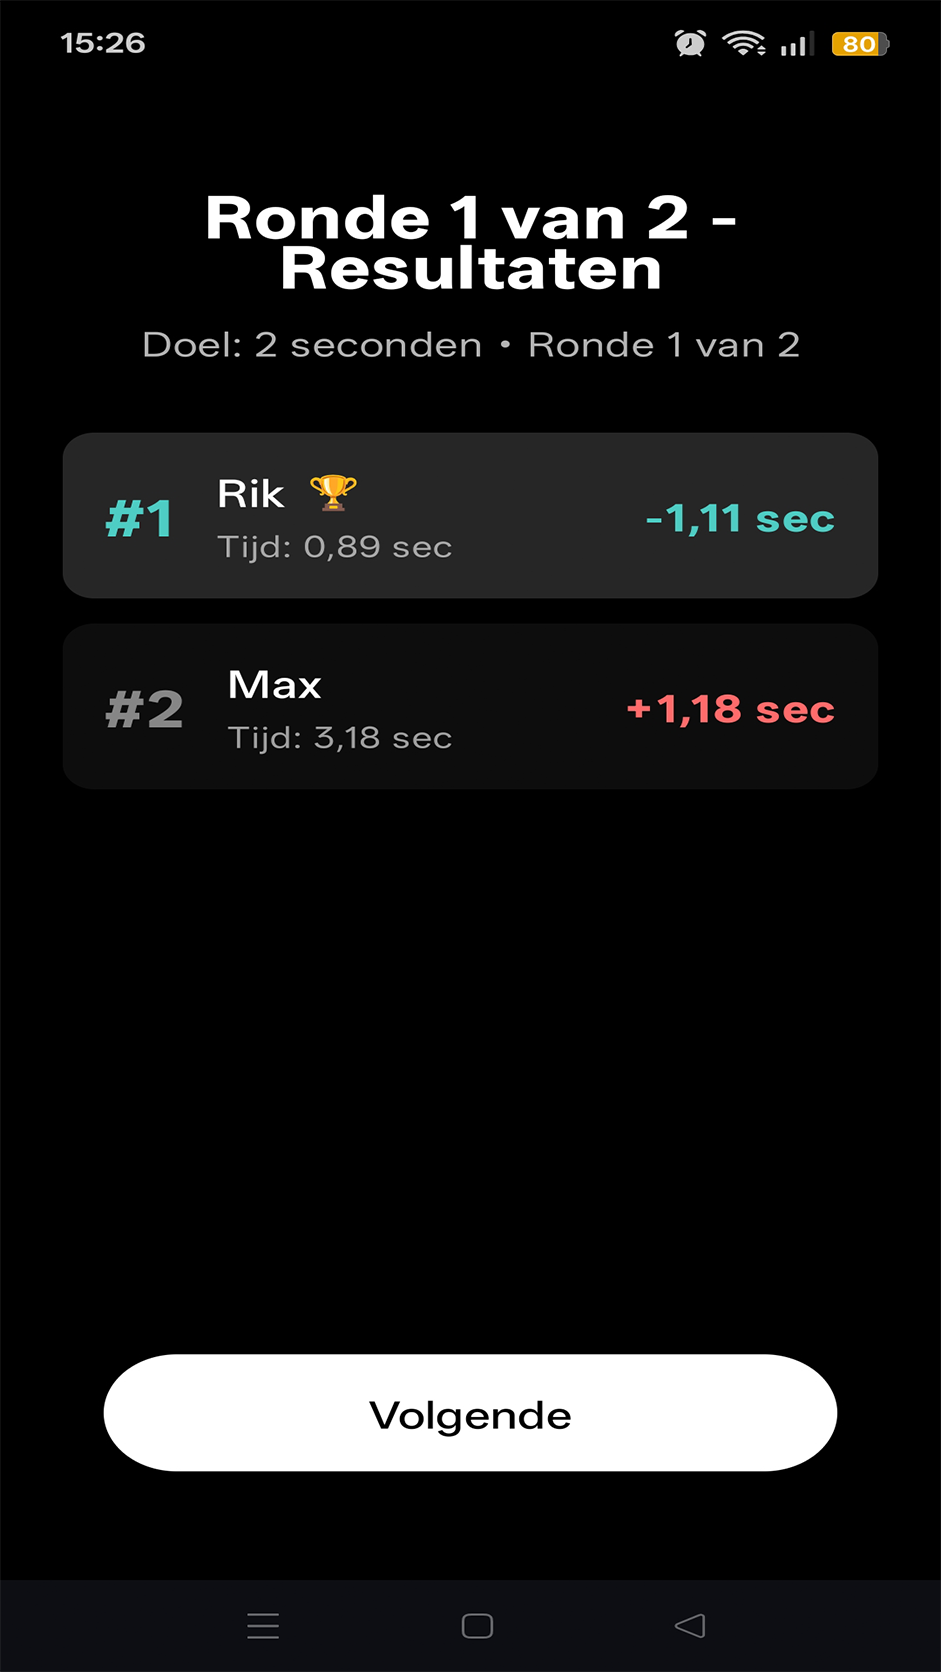 15:26
80
Ronde 1 van 2 -
Resultaten
Doel: 2 seconden • Ronde 1 van 2
#1
Rik 🏆
Tijd: 0,89 sec
-1,11 sec
#2
Max
Tijd: 3,18 sec
+1,18 sec
Volgende